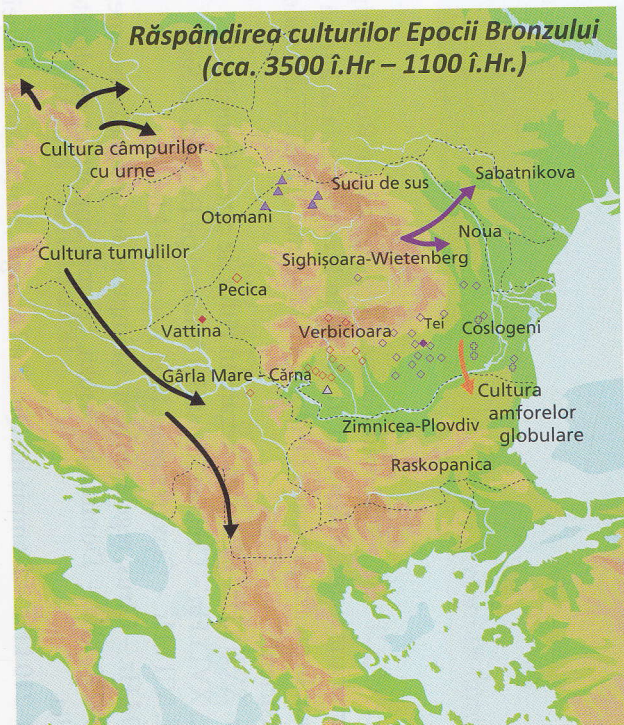 Răspândirea culturilor Epocii Bronzului
(cca. 3500 î.Hr – 1100 î.Hr.)
Cultura câmpurilor
cu urne
Suciu de sus
Sabatnikova
Otomani
Noua
Cultura tumulilor
Sighișoara-Wietenberg
Pecica
Vattina
Verbicioara
Tei
Coslogeni
Gârla Mare – Cârna
Cultura
amforelor
globulare
Zimnicea-Plovdiv
Raskopanica